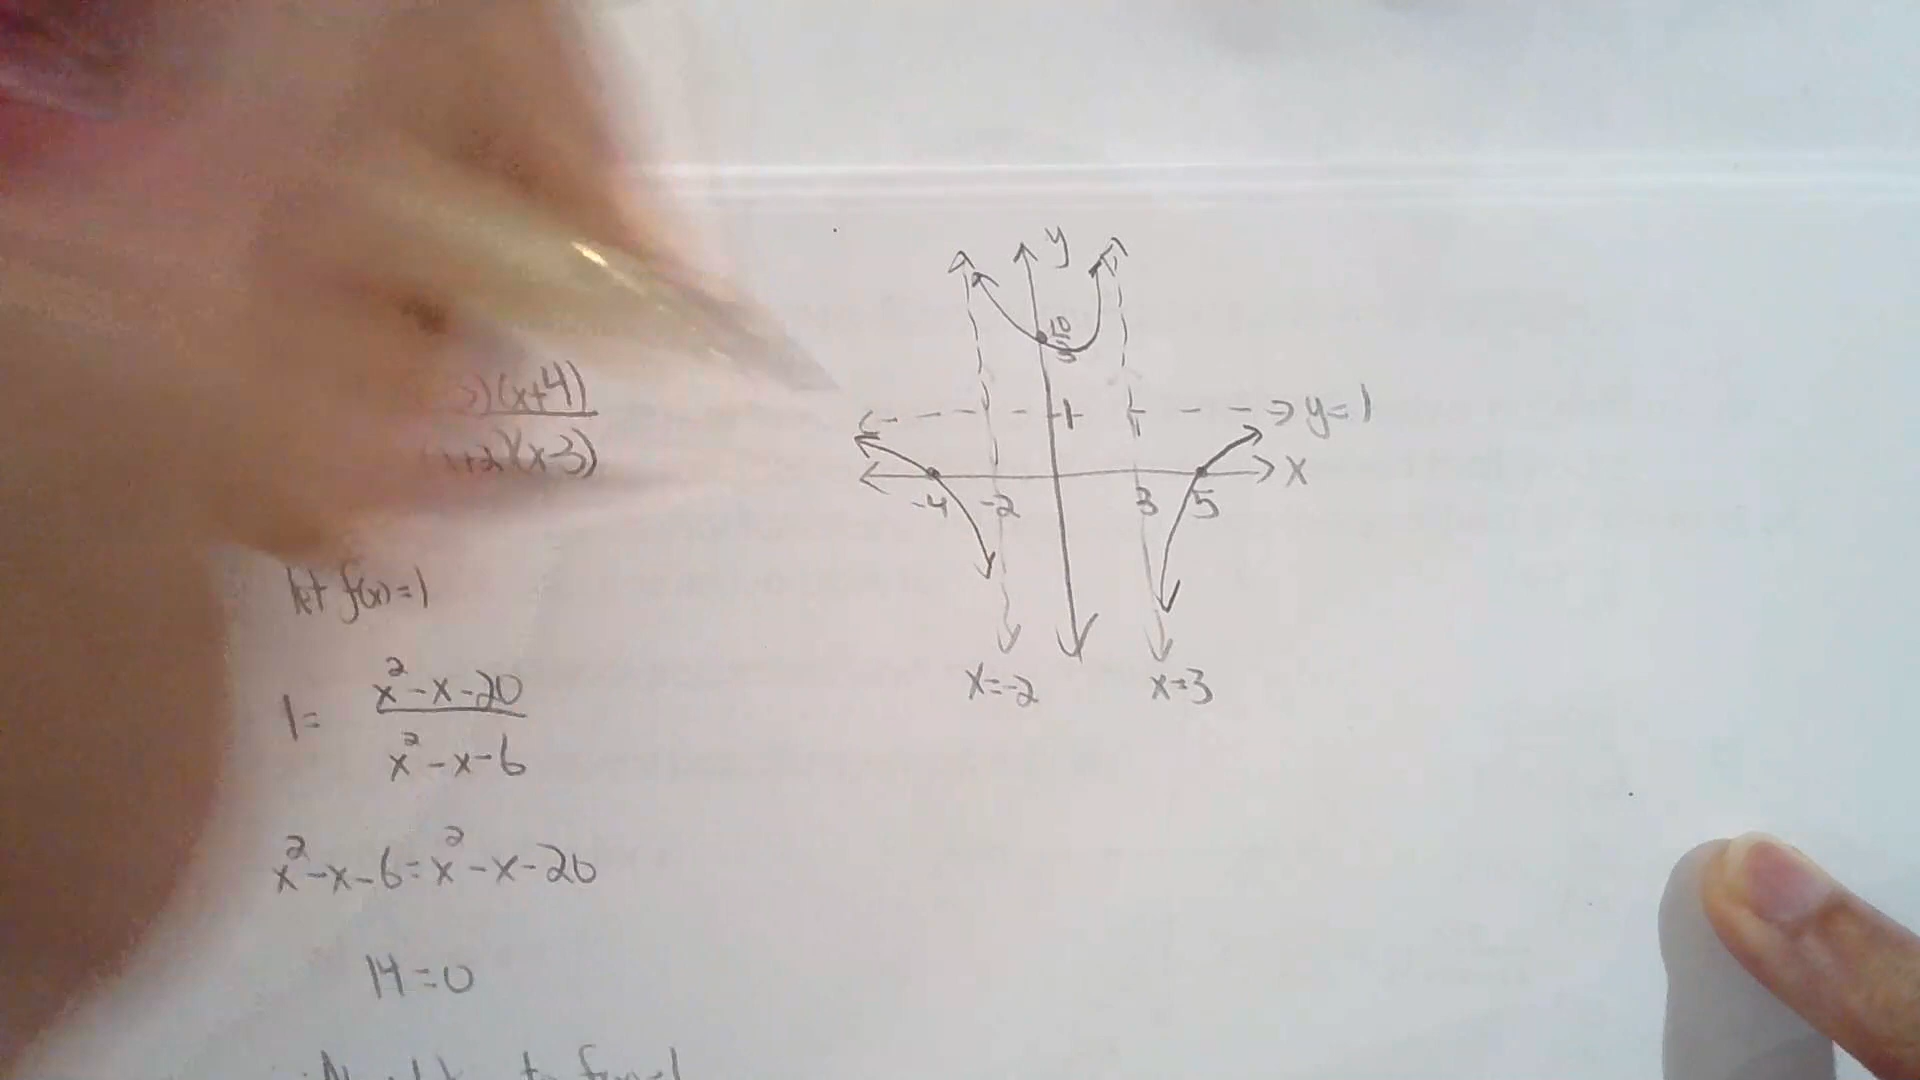 y
10
3
)(x+4)
(x+2)(x-3)
1
y=1
x
-4 -2 3 5
let f(x)=1
x=-2 x=3
1= x²-x-20
x²-x-6
x²-x-6=x²-x-20
14=0